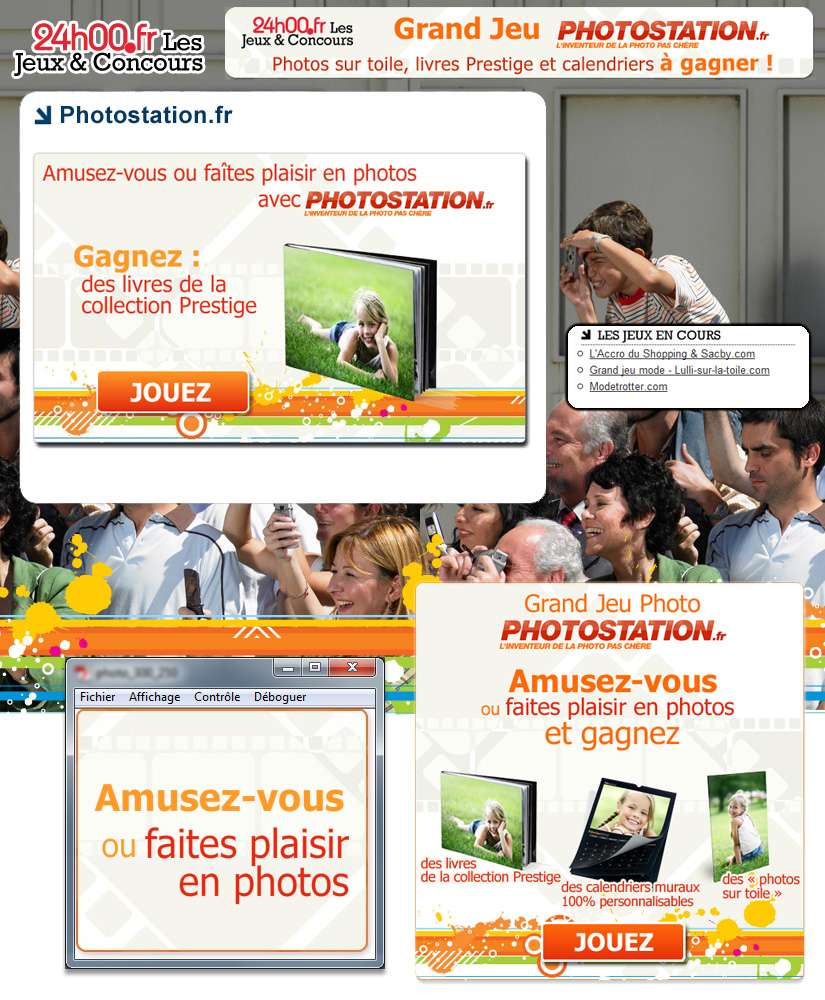 24h00.fr Les
Jeux & Concours
24h00.fr Les
Jeux & Concours
Grand Jeu PHOTOSTATION.fr
L'INVENTEUR DE LA PHOTO PAS CHÈRE
Photos sur toile, livres Prestige et calendriers à gagner !
Photostation.fr
Amusez-vous ou faîtes plaisir en photos
avec PHOTOSTATION.fr
L'INVENTEUR DE LA PHOTO PAS CHÈRE
Gagnez :
des livres de la
collection Prestige
JOUEZ
LES JEUX EN COURS
L'Accro du Shopping & Sacby.com
Grand jeu mode - Lulli-sur-la-toile.com
Modetrotter.com
Fichier Affichage Contrôle Déboguer
Amusez-vous
ou faites plaisir
en photos
Grand Jeu Photo
PHOTOSTATION.fr
L'INVENTEUR DE LA PHOTO PAS CHÈRE
Amusez-vous
ou faites plaisir en photos
et gagnez
des livres
de la collection Prestige
des calendriers muraux
100% personnalisables
des « photos
sur toile »
JOUEZ